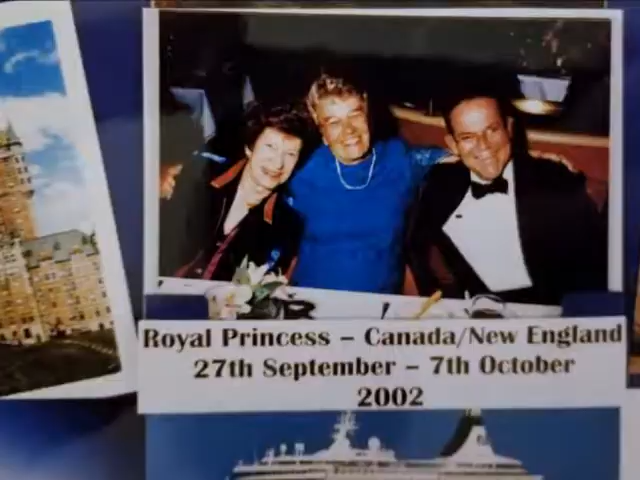 Royal Princess – Canada/New England
27th September – 7th October
2002